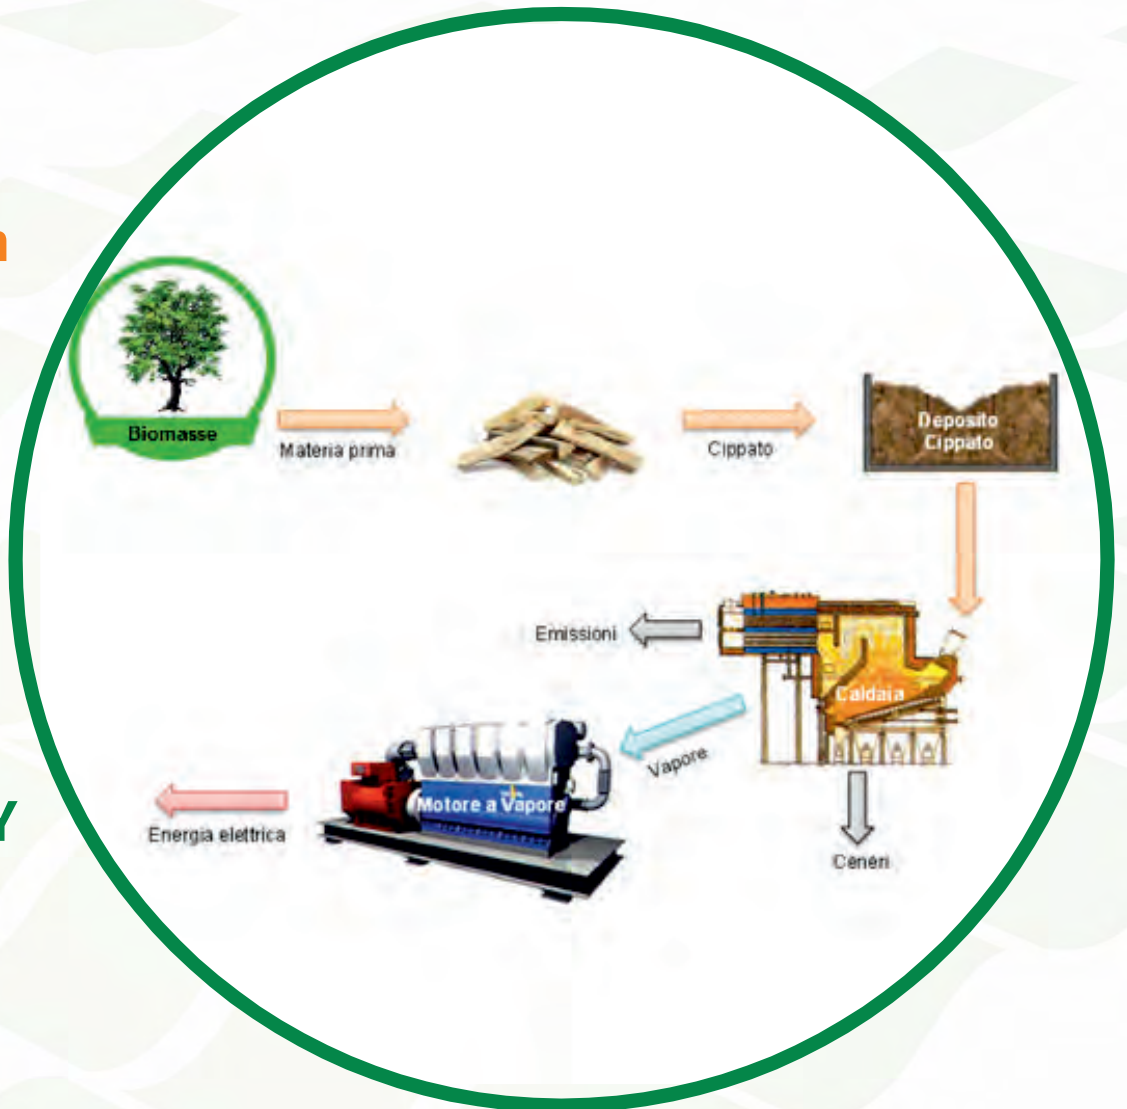 Biomasse
Materia prima
Cippato
Deposito
Cippato
Emissioni
Caldaia
Vapore
Motore a Vapore
Energia elettrica
Ceneri
Y